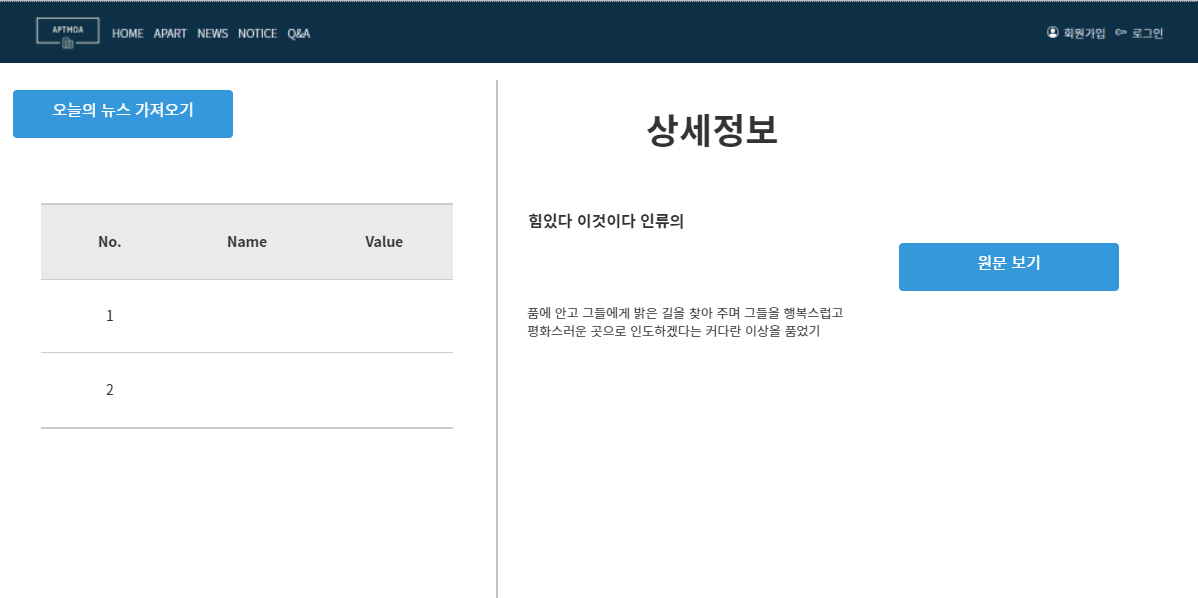 APTMOA
HOME APART NEWS NOTICE Q&A
회원가입 로그인
오늘의 뉴스 가져오기
No. Name Value
1
2
상세정보
힘있다 이것이다 인류의
원문 보기
품에 안고 그들에게 밝은 길을 찾아 주며 그들을 행복스럽고
평화스러운 곳으로 인도하겠다는 커다란 이상을 품었기